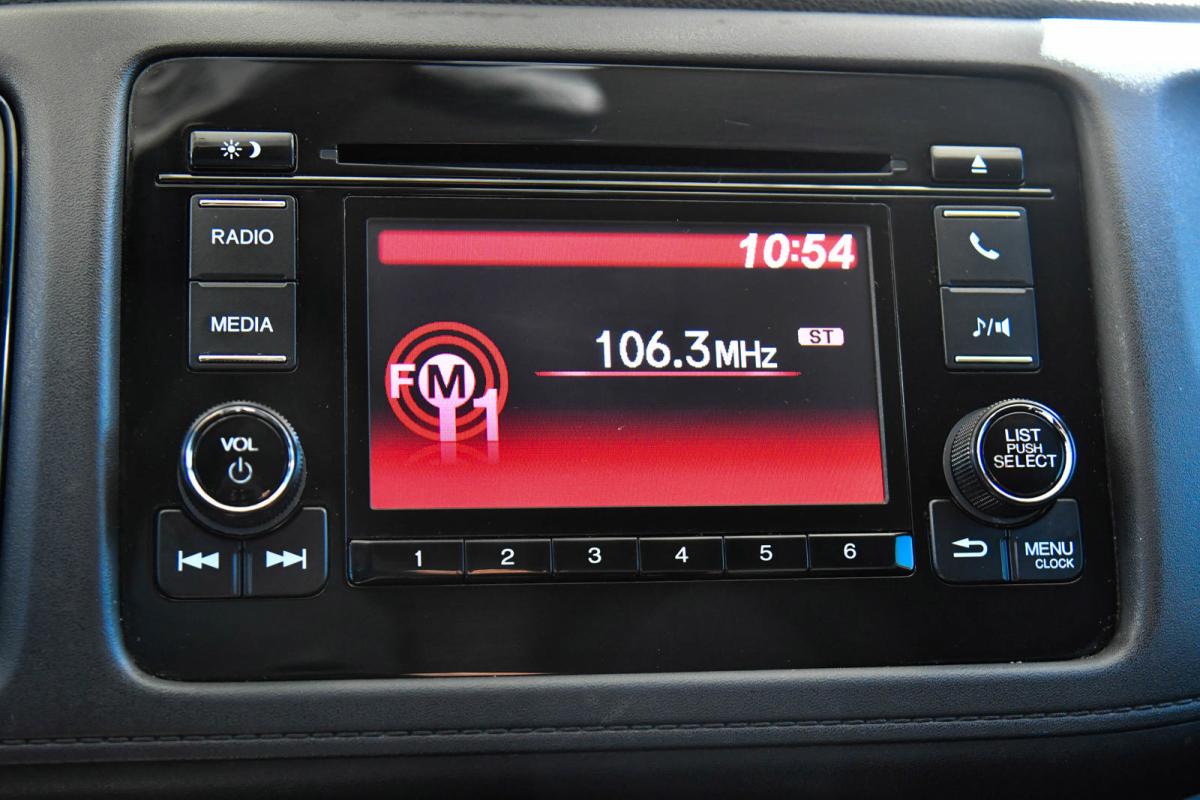 RADIO
MEDIA
VOL
10:54
106.3MHz
ST
FM
1
1 2 3 4 5 6
LIST
PUSH
SELECT
MENU
CLOCK